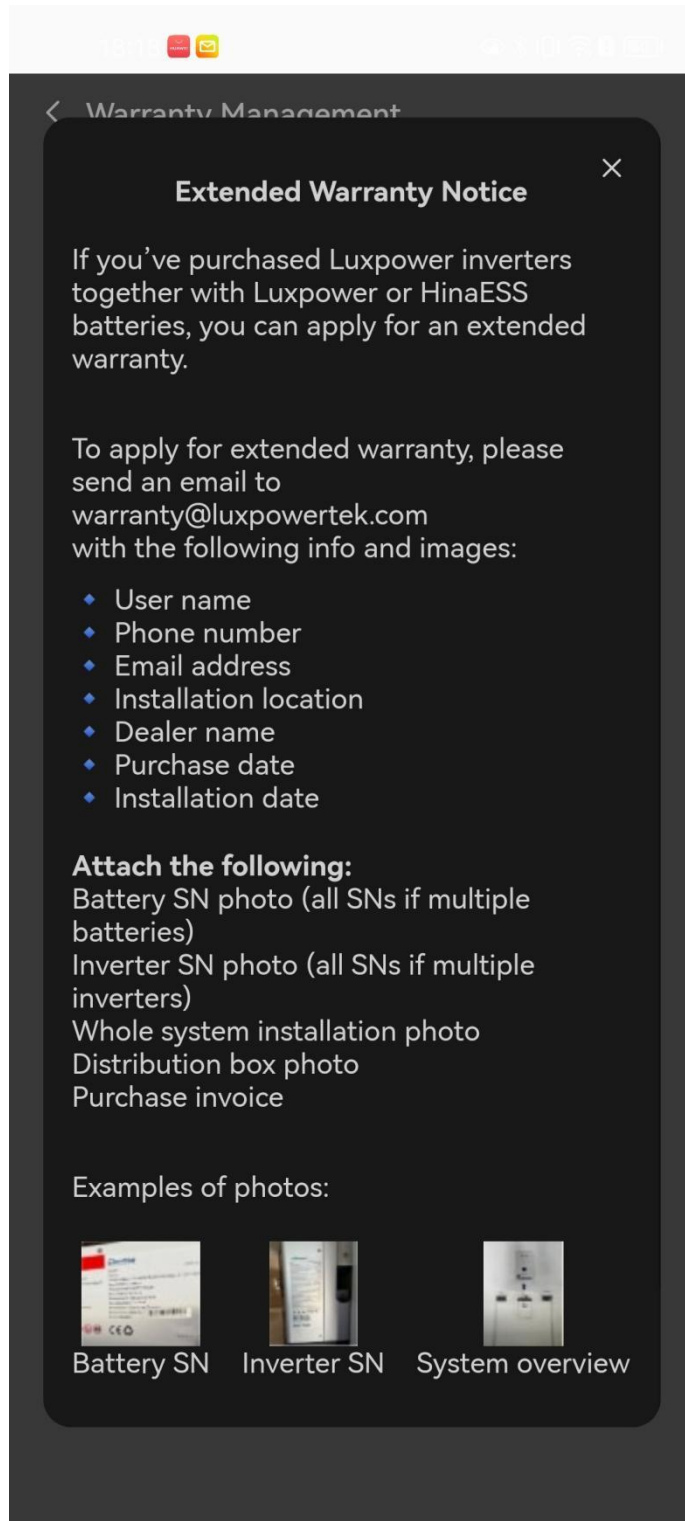 Warranty Management
Extended Warranty Notice
If you’ve purchased Luxpower inverters
together with Luxpower or HinaESS
batteries, you can apply for an extended
warranty.
To apply for extended warranty, please
send an email to
warranty@luxpowertek.com
with the following info and images:
User name
Phone number
Email address
Installation location
Dealer name
Purchase date
Installation date
Attach the following:
Battery SN photo (all SNs if multiple
batteries)
Inverter SN photo (all SNs if multiple
inverters)
Whole system installation photo
Distribution box photo
Purchase invoice
Examples of photos:
Battery SN
Inverter SN
System overview